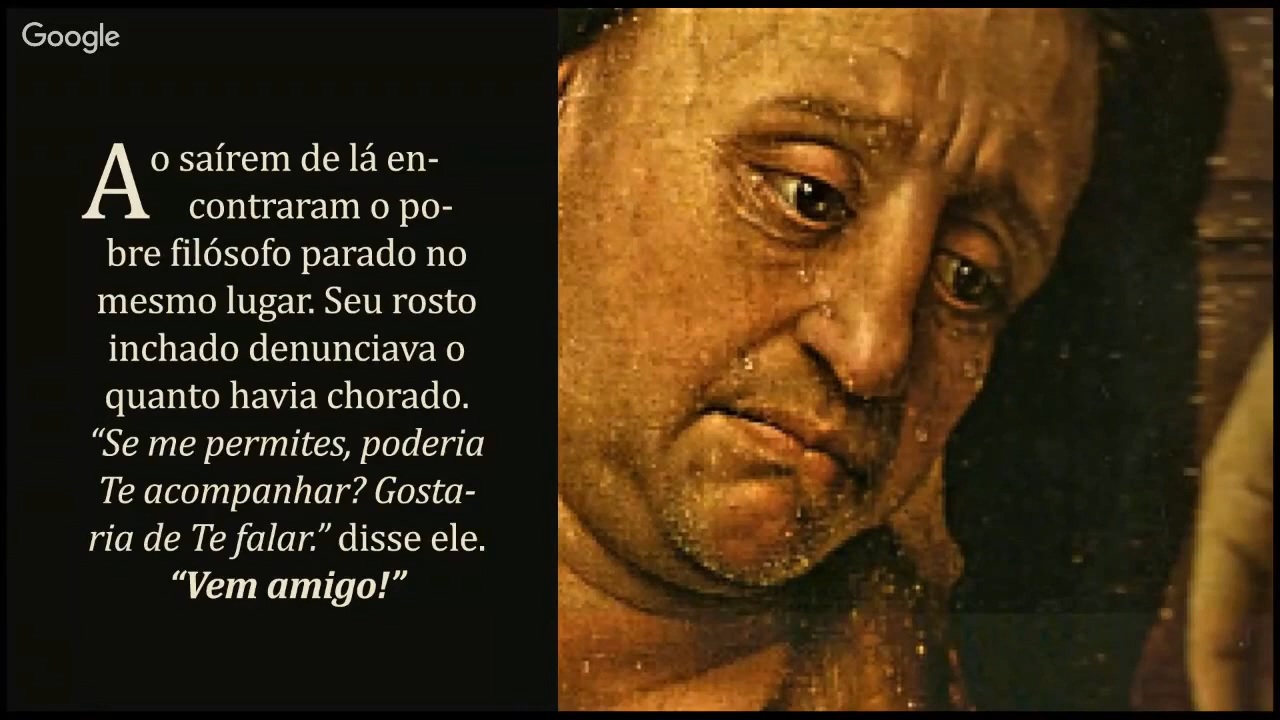 Google
Ao saírem de lá en-
contraram o po-
bre filósofo parado no
mesmo lugar. Seu rosto
inchado denunciava o
quanto havia chorado.
“Se me permites, poderia
Te acompanhar? Gosta-
ria de Te falar.” disse ele.
“Vem amigo!”